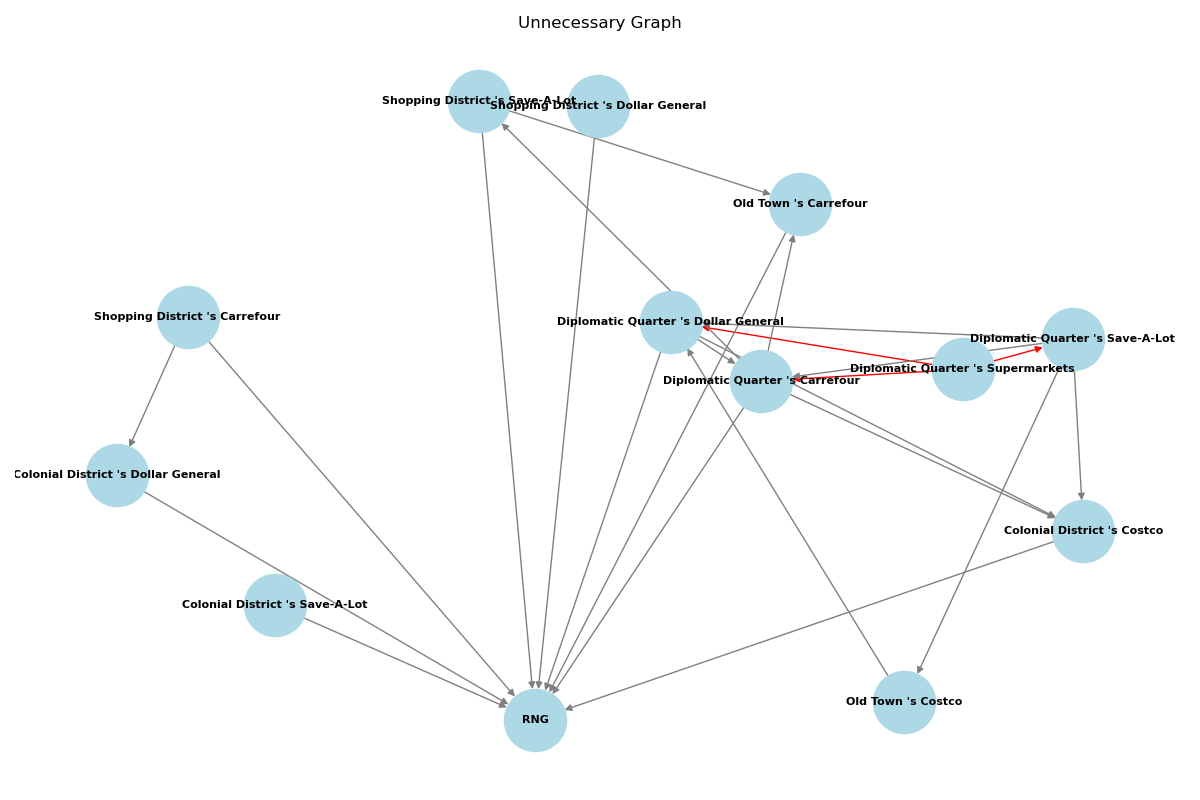 Unnecessary Graph
Shopping District 's Save-A-Lot
Shopping District 's Dollar General
Old Town 's Carrefour
Shopping District 's Carrefour
Diplomatic Quarter 's Dollar General
Diplomatic Quarter 's Save-A-Lot
Diplomatic Quarter 's Supermarkets
Diplomatic Quarter 's Carrefour
Colonial District 's Dollar General
Colonial District 's Costco
Colonial District 's Save-A-Lot
Old Town 's Costco
RNG